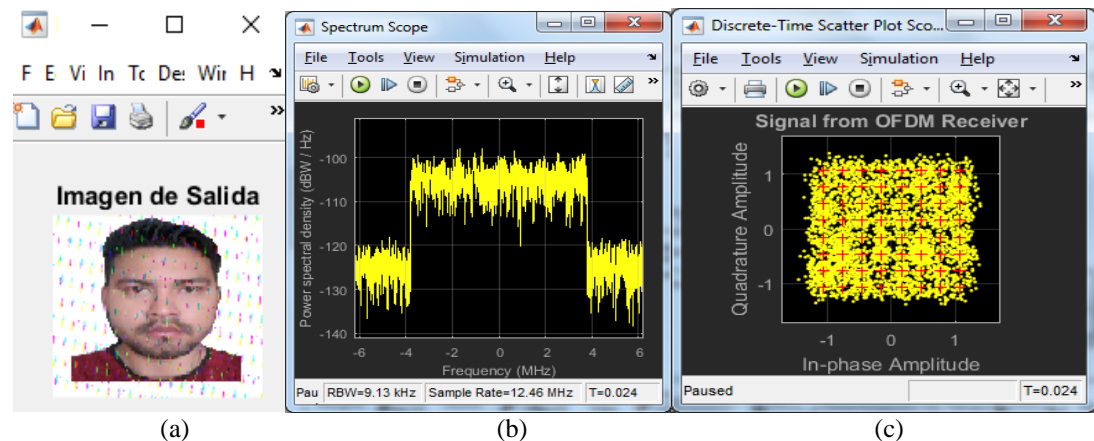 F E Vi In Tc De: Wir H
»
Imagen de Salida
(a)
Spectrum Scope
File Tools View Simulation Help
»
Power spectral density (dBW / Hz)
-100
-110
-120
-130
-140
-6 -4 -2 0 2 4 6
Frequency (MHz)
Pau RBW=9.13 kHz Sample Rate=12.46 MHz T=0.024
(b)
Discrete-Time Scatter Plot Sco...
File Tools View Simulation Help
»
Signal from OFDM Receiver
Quadrature Amplitude
1
0
-1
-1 0 1
In-phase Amplitude
Paused T=0.024
(c)